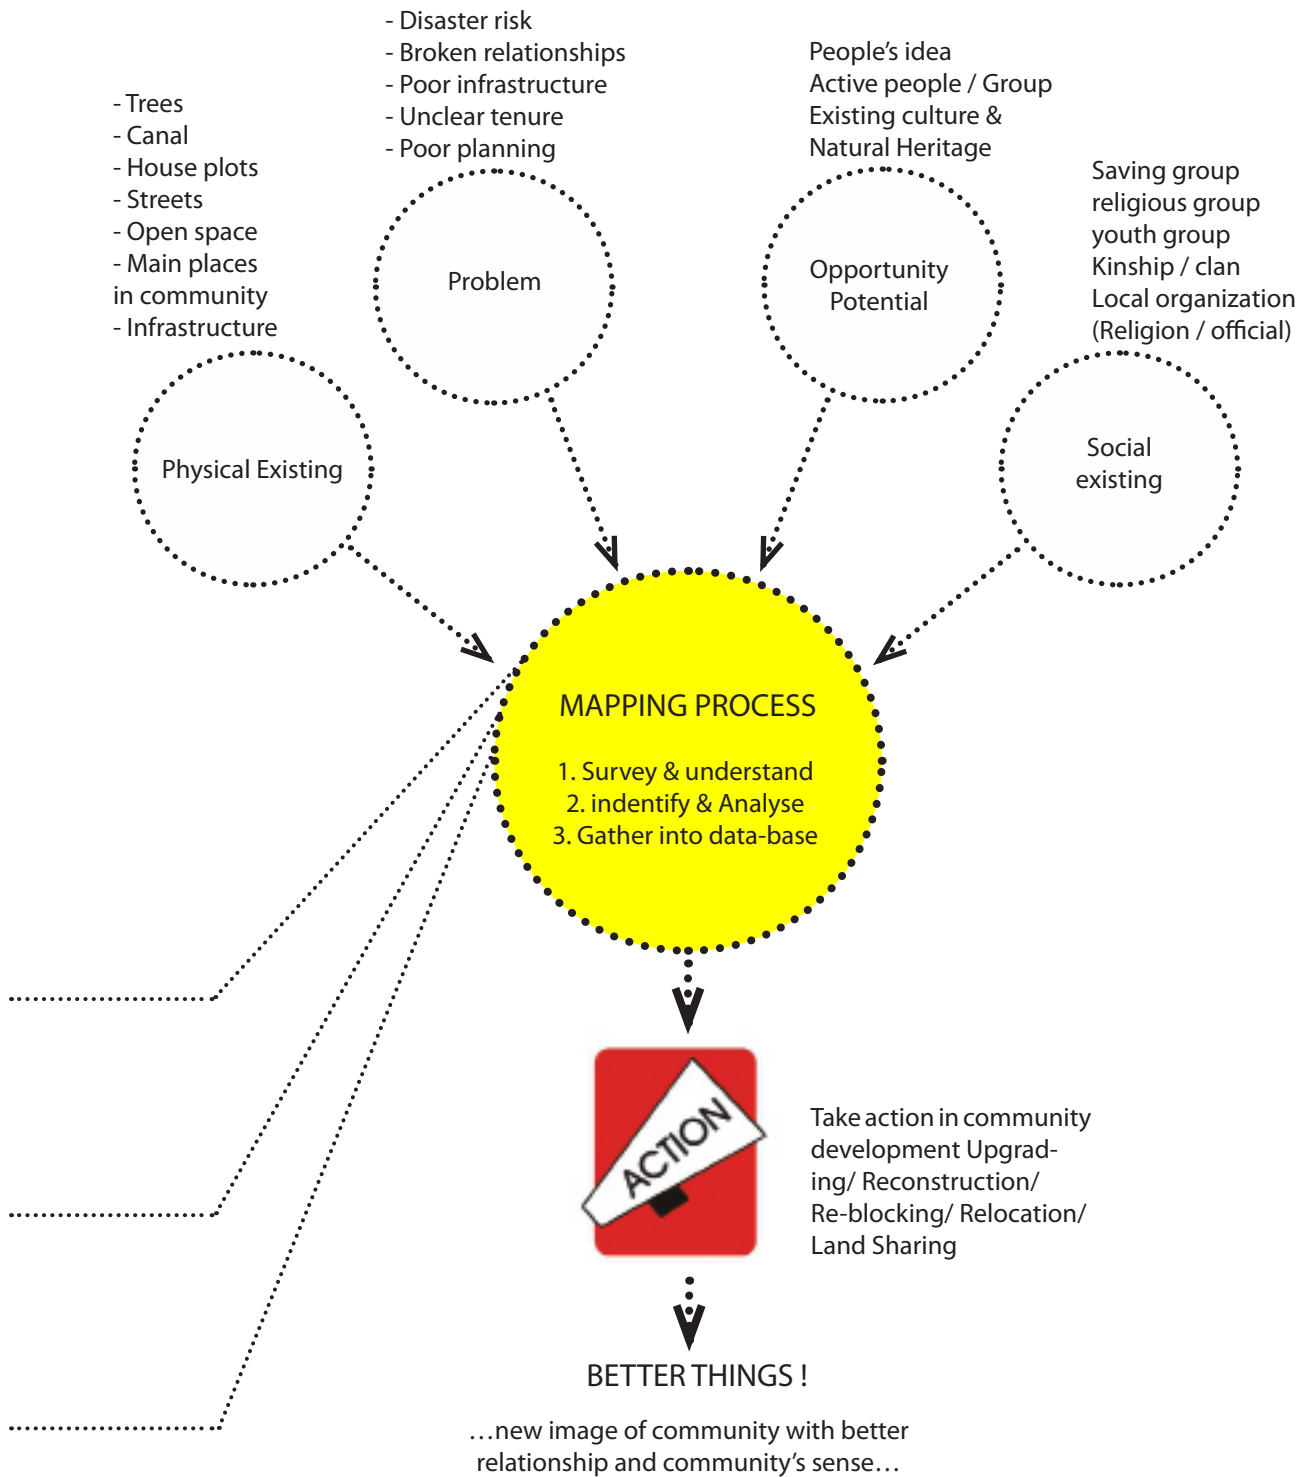 - Disaster risk
- Broken relationships
- Poor infrastructure
- Unclear tenure
- Poor planning
People's idea
Active people / Group
Existing culture &
Natural Heritage
- Trees
- Canal
- House plots
- Streets
- Open space
- Main places
in community
- Infrastructure
Saving group
religious group
youth group
Kinship / clan
Local organization
(Religion / official)
Problem
Opportunity
Potential
Physical Existing
Social
existing
MAPPING PROCESS
1. Survey & understand
2. indentify & Analyse
3. Gather into data-base
ACTION
Take action in community
development Upgrad-
ing/ Reconstruction/
Re-blocking/ Relocation/
Land Sharing
BETTER THINGS !
…new image of community with better
relationship and community's sense…